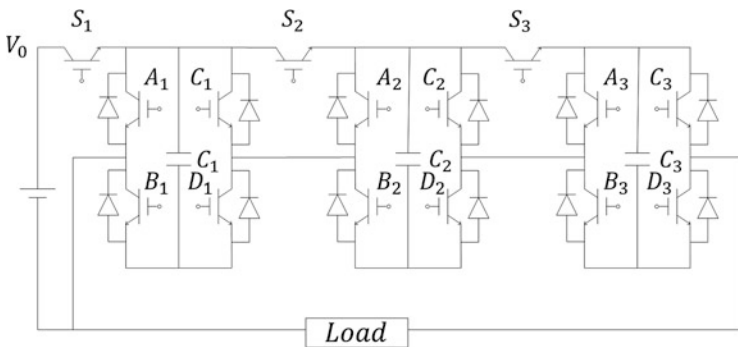 S₁ S₂ S₃
V₀
A₁ C₁ A₂ C₂ A₃ C₃
C₁ C₂ C₃
B₁ D₁ B₂ D₂ B₃ D₃
Load